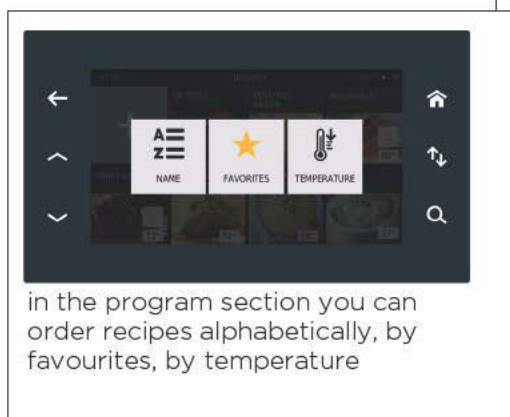 A
Z
NAME
FAVORITES
TEMPERATURE
in the program section you can
order recipes alphabetically, by
favourites, by temperature